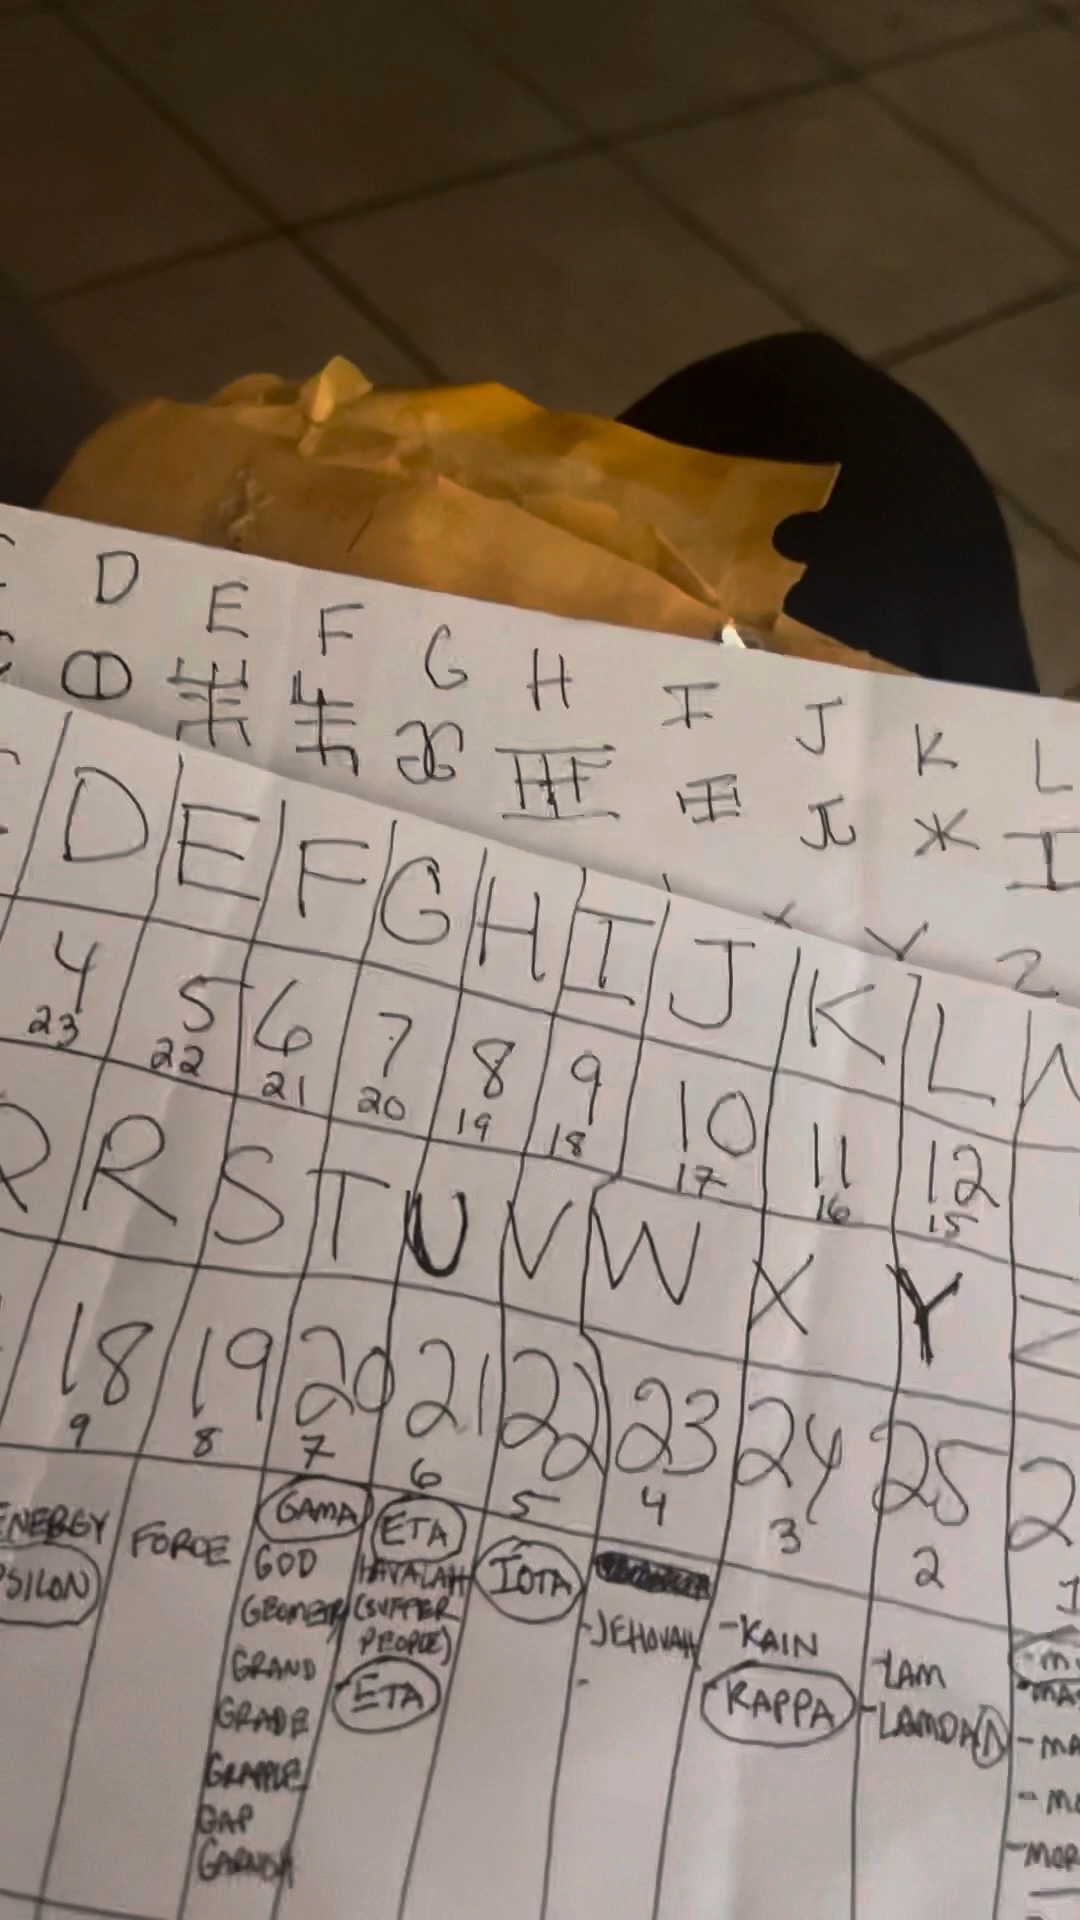 D E F G H I J K L
Y Z
D E F G H I J K L
4 5 6 7 8 9 10 11 12
23 22 21 20 19 18 17 16 15
R S T U V W X Y
18 19 20 21 22 23 24 25
9 8 7 6 5 4 3 2
ENERGY
FORCE
GAMA
GOD
GEOMETRY
GRAND
GRADE
GRAPPLE
GAP
ETA
HAVALAH
(SUFFER
PEOPLE)
ETA
IOTA
-JEHOVAH
-
-KAIN
KAPPA
-LAM
-LAMDA Λ